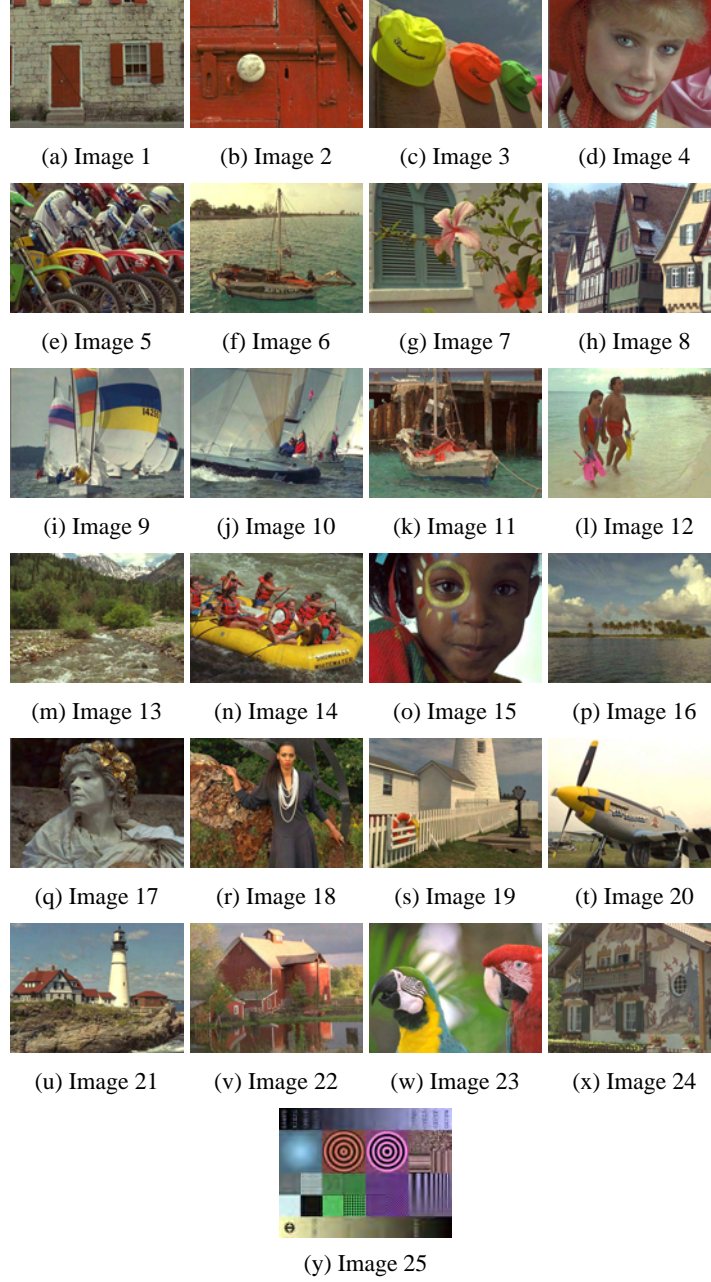 (a) Image 1
(b) Image 2
(c) Image 3
(d) Image 4
(e) Image 5
(f) Image 6
(g) Image 7
(h) Image 8
14250
(i) Image 9
(j) Image 10
(k) Image 11
(l) Image 12
(m) Image 13
(n) Image 14
(o) Image 15
(p) Image 16
(q) Image 17
(r) Image 18
(s) Image 19
(t) Image 20
(u) Image 21
(v) Image 22
(w) Image 23
(x) Image 24
(y) Image 25